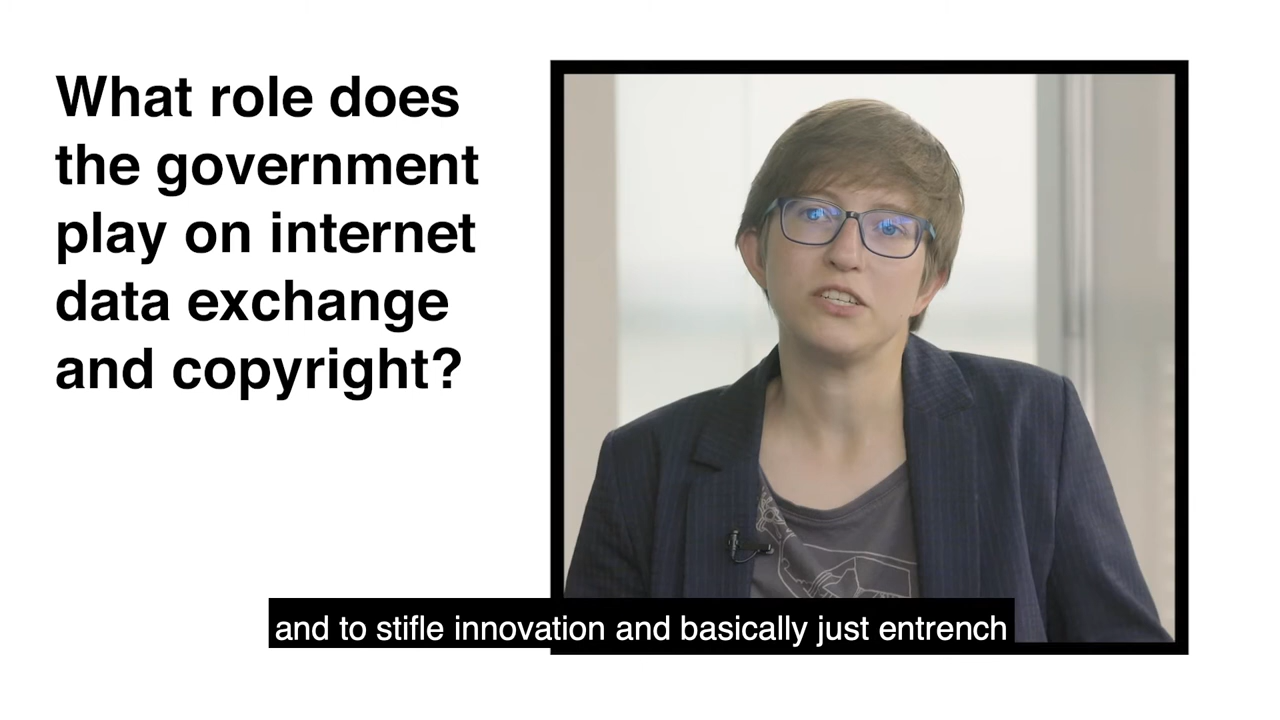 What role does
the government
play on internet
data exchange
and copyright?
and to stifle innovation and basically just entrench